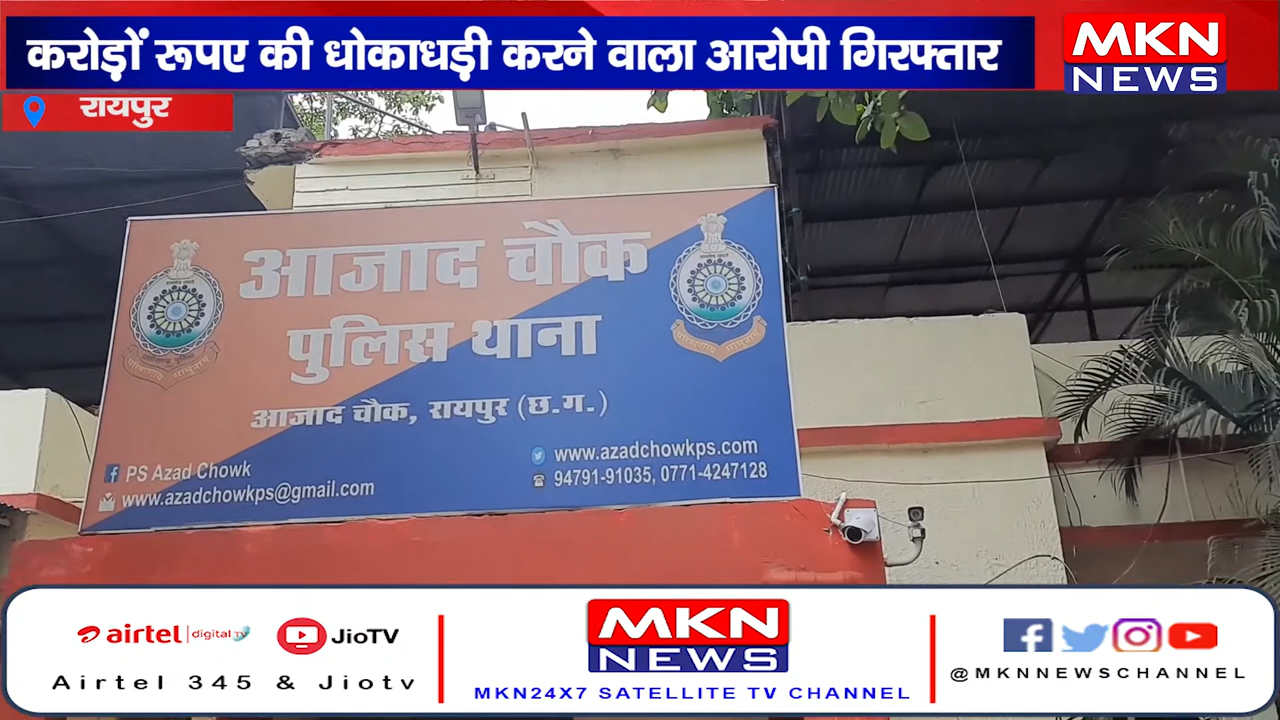 करोड़ों रूपए की धोकाधड़ी करने वाला आरोपी गिरफ्तार
MKN
NEWS
रायपुर
आजाद चौक
पुलिस थाना
आजाद चौक, रायपुर (छ.ग.)
PS Azad Chowk
www.azadchowkps@gmail.com
www.azadchowkps.com
94791-91035, 0771-4247128
airtel | digital TV
JioTV
Airtel 345 & Jiotv
MKN
NEWS
MKN24X7 SATELLITE TV CHANNEL
@MKNNEWSCHANNEL